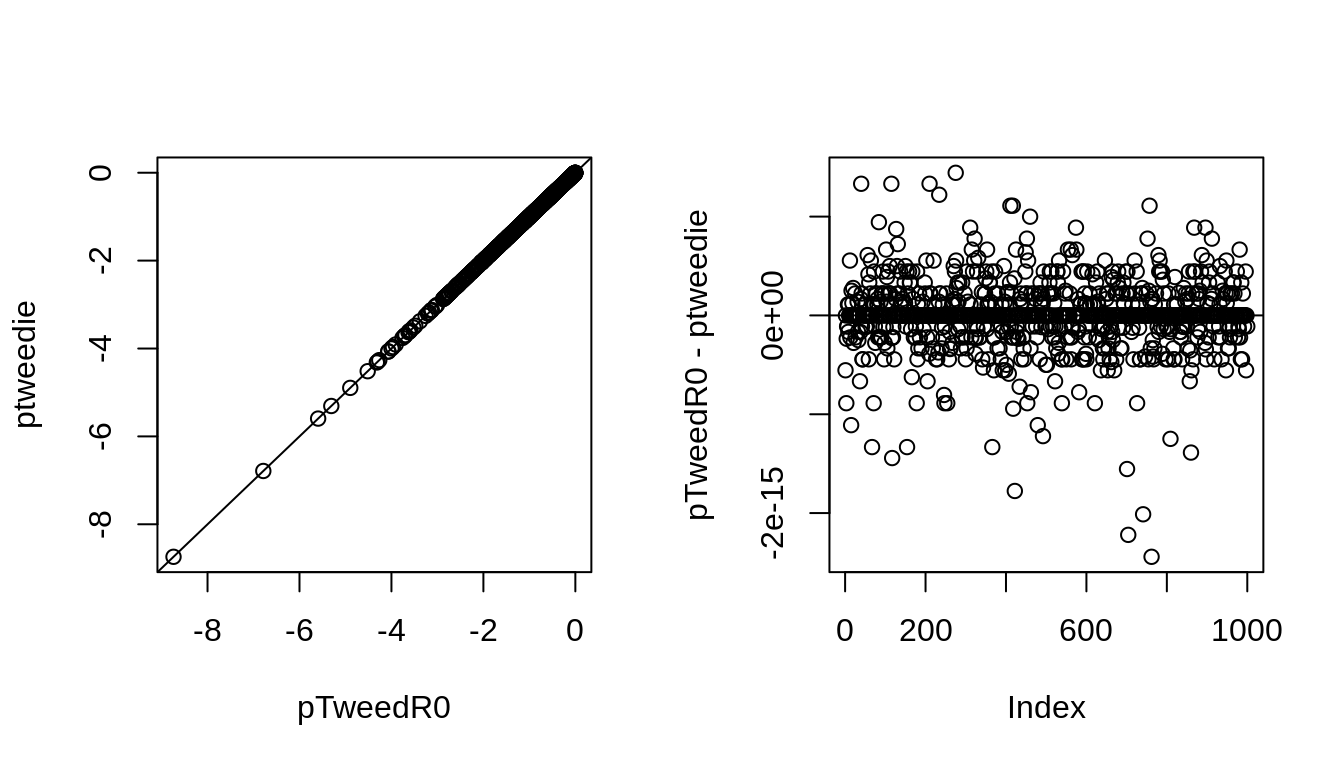 ptweedie
0
-2
-4
-6
-8
-8 -6 -4 -2 0
pTweedR0
pTweedR0 - ptweedie
0e+00
-2e-15
0 200 600 1000
Index